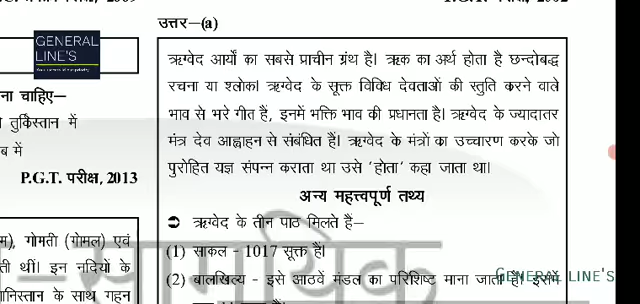 P.G.T. परीक्षा, 2002
उत्तर-(a)
GENERAL
LINE'S
ना चाहिए—
तुर्किस्तान में
ब में
P.G.T. परीक्षा, 2013
गोमती (गोमल) एवं
ती थीं। इन नदियों के
के साथ गहन
ऋग्वेद आर्यों का सबसे प्राचीन ग्रंथ है। ऋक का अर्थ होता है छन्दोबद्ध
रचना या श्लोक। ऋग्वेद के सूक्त विविध देवताओं की स्तुति करने वाले
भाव से भरे गीत हैं, इनमें भक्ति भाव की प्रधानता है। ऋग्वेद के ज्यादातर
मंत्र देव आह्वाहन से संबंधित हैं। ऋग्वेद के मंत्रों का उच्चारण करके जो
पुरोहित यज्ञ संपन्न कराता था उसे 'होता' कहा जाता था।
अन्य महत्त्वपूर्ण तथ्य
➲ ऋग्वेद के तीन पाठ मिलते हैं—
(1) साकल - 1017 सूक्त हैं।
(2) बालखिल्य - इसे आठवें मंडल का परिशिष्ट माना जाता है। इसमें
GENERAL LINE'S